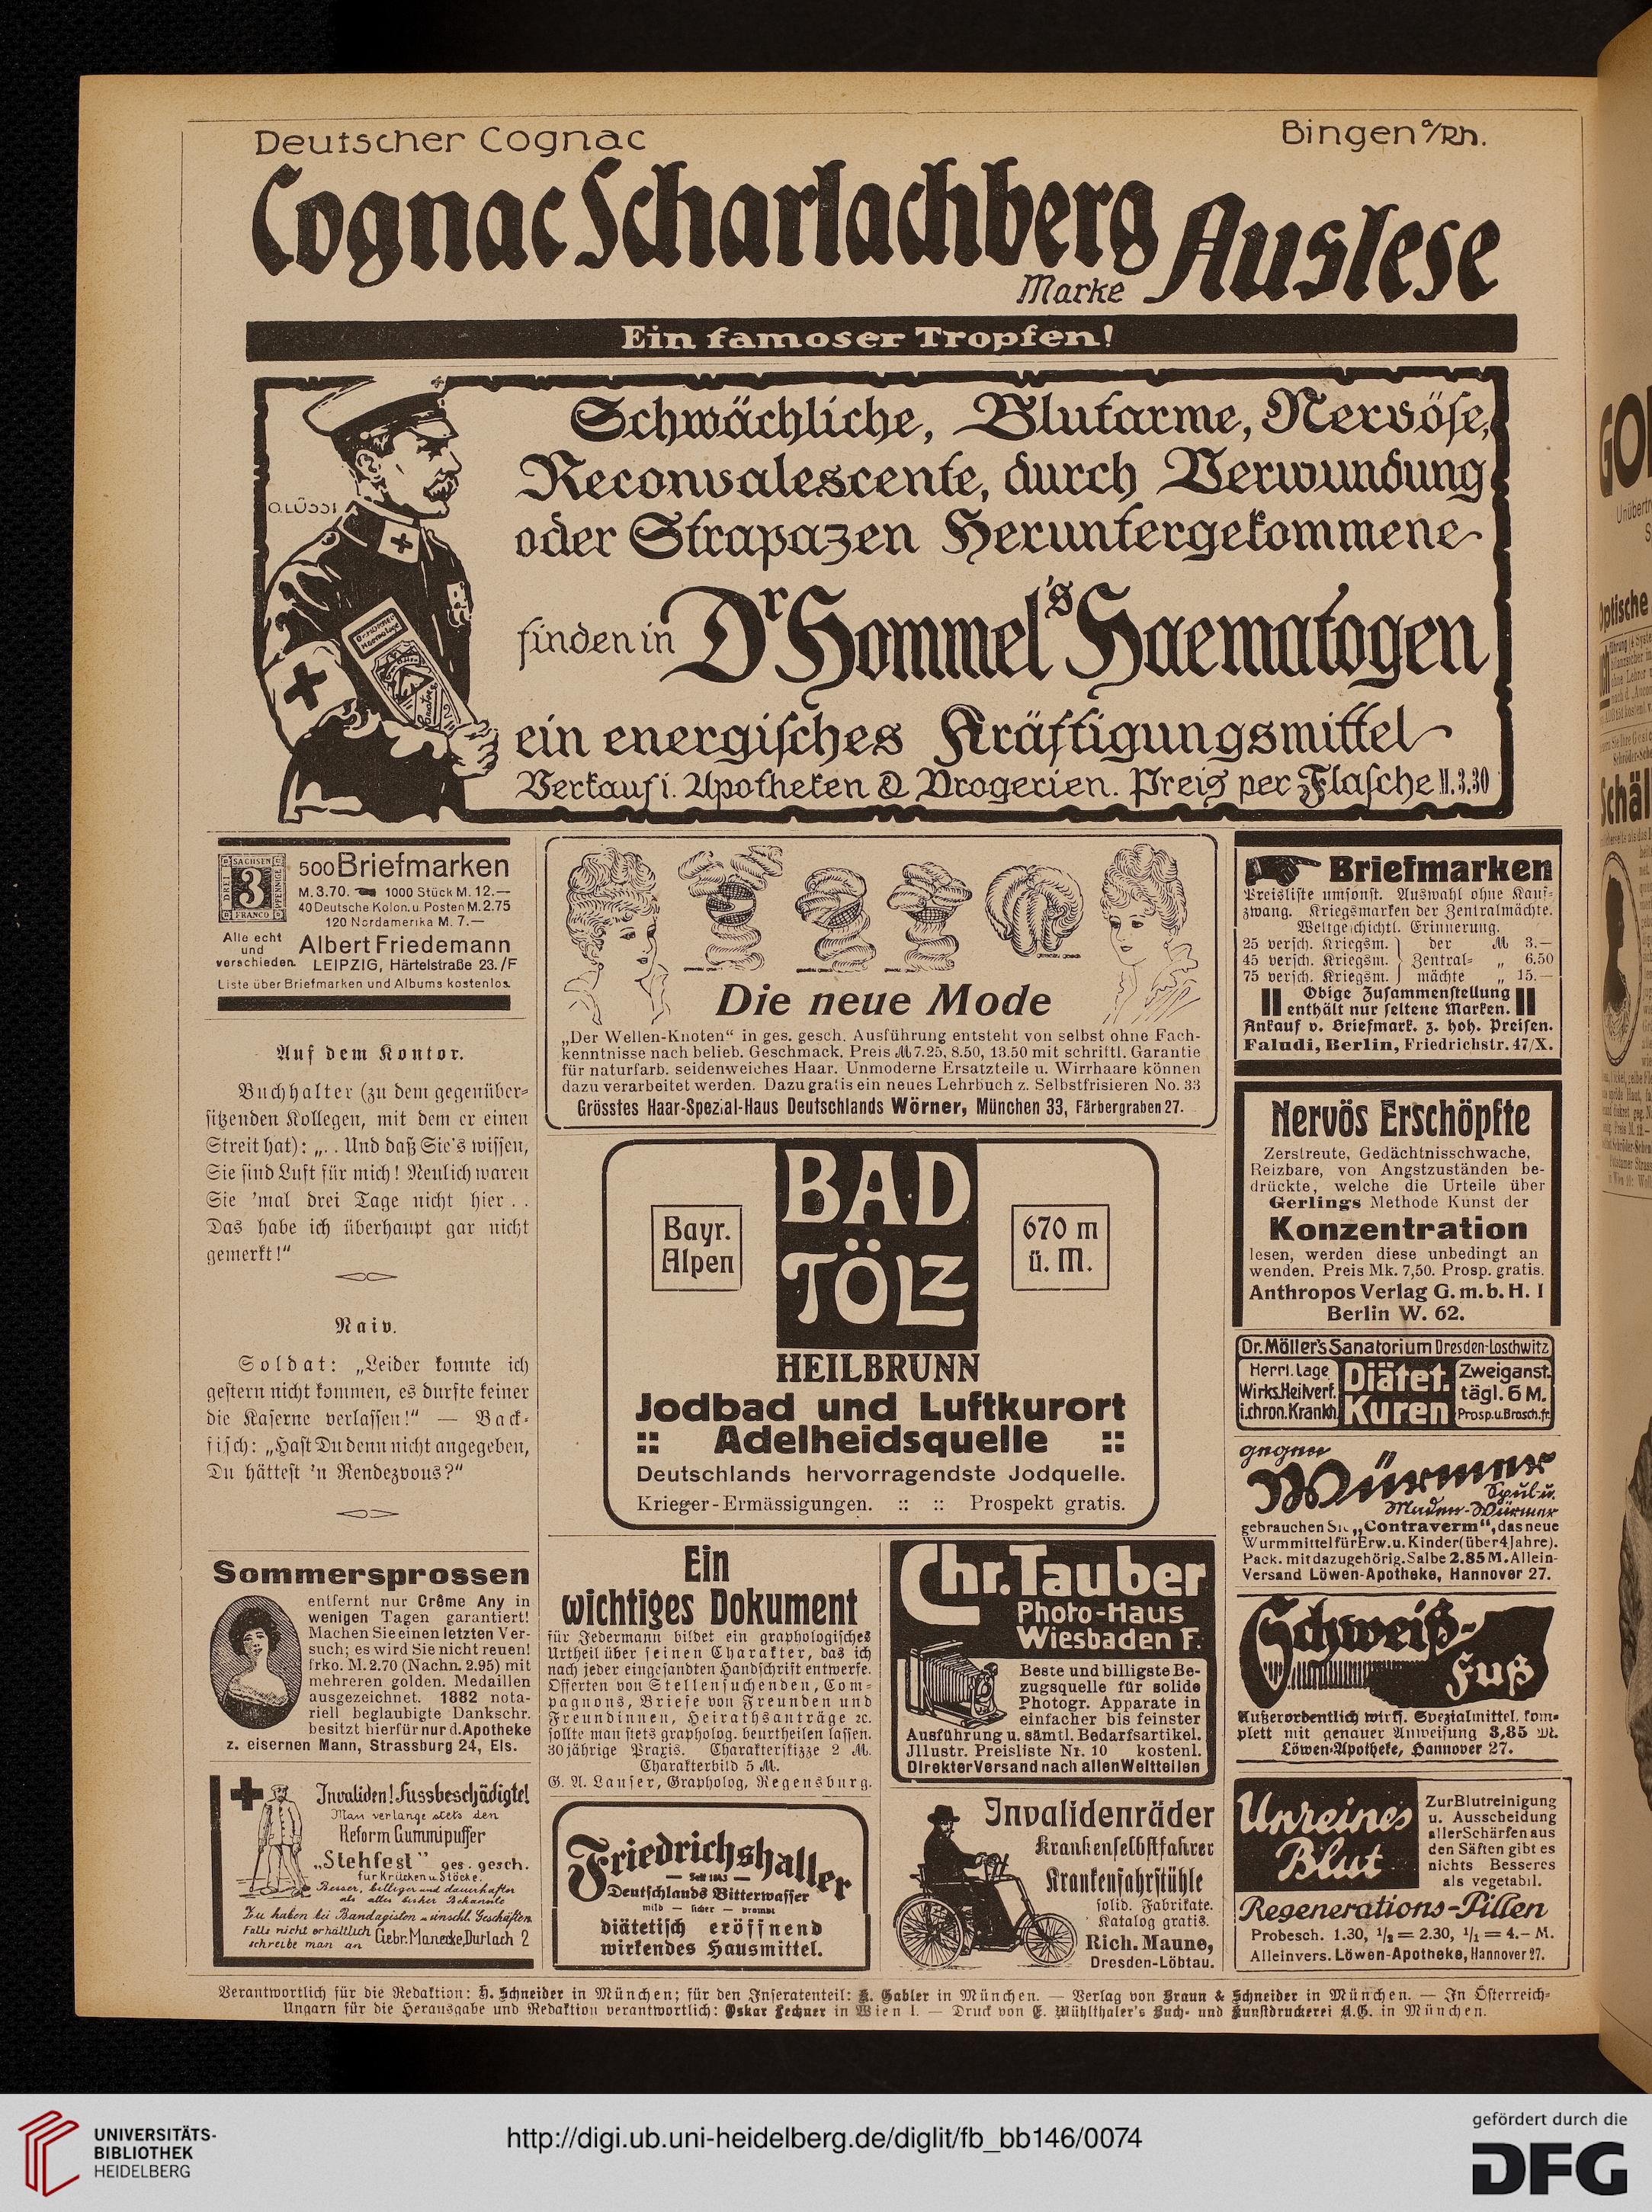 Deutscher Cognac
Bingen a/Rh.
Cognac Scharlachberg
Marke Auslese
Ein famoser Tropfen!
O. LÜSSI
Schwächliche, Blutarme, Nervöse,
Reconvalescente, durch Verwundung
oder Strapazen Heruntergekommene
finden in Dr Hommel's Haematogen
ein energisches Kräftigungsmittel
Verkauf i. Apotheken & Drogerien. Preis per Flasche M. 3.30
SACHSEN
DREI
3
PFENNIGE
FRANCO
500 Briefmarken
M. 3.70. 1000 Stück M. 12.—
40 Deutsche Kolon. u. Posten M. 2.75
120 Nordamerika M. 7.—
Alle echt
und
verschieden.
Albert Friedemann
LEIPZIG, Härtelstraße 23./F
Liste über Briefmarken und Albums kostenlos.
Auf dem Kontor.
Buchhalter (zu dem gegenüber-
sitzenden Kollegen, mit dem er einen
Streit hat): „. . Und daß Sie's wissen,
Sie sind Luft für mich! Neulich waren
Sie 'mal drei Tage nicht hier . .
Das habe ich überhaupt gar nicht
gemerkt!"
Naiv.
Soldat: „Leider konnte ich
gestern nicht kommen, es durfte keiner
die Kaserne verlassen!" — Back-
fisch: „Hast Du denn nicht angegeben,
Du hättest 'n Rendezvous?"
Sommersprossen
entfernt nur Crême Any in
wenigen Tagen garantiert!
Machen Sie einen letzten Ver-
such; es wird Sie nicht reuen!
frko. M. 2.70 (Nachn. 2.95) mit
mehreren golden. Medaillen
ausgezeichnet. 1882 nota-
riell beglaubigte Dankschr.
besitzt hierfür nur d. Apotheke
z. eisernen Mann, Strassburg 24, Els.
Invaliden! Fussbeschädigte!
Man verlange stets den
Reform Gummipuffer
„Stehfest" ges. gesch.
für Krücken u. Stöcke.
Besser, billiger und dauerhafter
als alles bisher Bekannte
Zu haben bei Bandagisten u. einschl. Geschäften
Falls nicht erhältlich
schreibe man an Gebr. Manecke, Durlach 2
Die neue Mode
„Der Wellen-Knoten" in ges. gesch. Ausführung entsteht von selbst ohne Fach-
kenntnisse nach belieb. Geschmack. Preis ℳ 7.25, 8.50, 13.50 mit schriftl. Garantie
für naturfarb. seidenweiches Haar. Unmoderne Ersatzteile u. Wirrhaare können
dazu verarbeitet werden. Dazu gratis ein neues Lehrbuch z. Selbstfrisieren No. 33
Grösstes Haar-Spezial-Haus Deutschlands Wörner, München 33, Färbergraben 27.
BAD
TÖLZ
Bayr.
Alpen
670 m
ü. M.
HEILBRUNN
Jodbad und Luftkurort
:: Adelheidsquelle ::
Deutschlands hervorragendste Jodquelle.
Krieger-Ermässigungen. :: :: Prospekt gratis.
Ein
wichtiges Dokument
für Jedermann bildet ein graphologisches
Urtheil über seinen Charakter, das ich
nach jeder eingesandten Handschrift entwerfe.
Offerten von Stellensuchenden, Com-
pagnons, Briefe von Freunden und
Freundinnen, Heirathsanträge ꝛc.
sollte man stets grapholog. beurtheilen lassen.
30 jährige Praxis. Charakterskizze 2 ℳ.
Charakterbild 5 ℳ.
G. A. Lauser, Grapholog, Regensburg.
Friedrichshaller
Seit 1843
Deutschlands Bitterwasser
mild — sicher — prompt
diätetisch eröffnend
wirkendes Hausmittel.
Chr. Tauber
Photo-Haus
Wiesbaden F.
Beste und billigste Be-
zugsquelle für solide
Photogr. Apparate in
einfacher bis feinster
Ausführung u. sämtl. Bedarfsartikel.
Jllustr. Preisliste Nr. 10 kostenl.
Direkter Versand nach allen Weltteilen
Invalidenräder
Krankenselbstfahrer
Krankenfahrstühle
solid. Fabrikate.
Katalog gratis.
Rich. Maune,
Dresden-Löbtau.
Briefmarken
Preisliste umsonst. Auswahl ohne Kauf-
zwang. Kriegsmarken der Zentralmächte.
Weltgeschichtl. Erinnerung.
25 versch. Kriegsm. } der ℳ 3.—
45 versch. Kriegsm. } Zentral- „ 6.50
75 versch. Kriegsm. } mächte „ 15.—
Obige Zusammenstellung
enthält nur seltene Marken.
Ankauf v. Briefmark. z. hoh. Preisen.
Faludi, Berlin, Friedrichstr. 47/X.
Nervös Erschöpfte
Zerstreute, Gedächtnisschwache,
Reizbare, von Angstzuständen be-
drückte, welche die Urteile über
Gerlings Methode Kunst der
Konzentration
lesen, werden diese unbedingt an
wenden. Preis Mk. 7,50. Prosp. gratis.
Anthropos Verlag G. m. b. H. I
Berlin W. 62.
Dr. Möller's Sanatorium Dresden-Loschwitz
Herrl. Lage
Wirks. Heilverf.
i. chron. Krankh.
Diätet.
Kuren
Zweiganst.
tägl. 6 M.
Prosp. u. Brosch. fr.
gegen
Würmer
Spul- u.
Maden-Würmer
gebrauchen Sie „Contraverm", das neue
Wurmmittel für Erw. u. Kinder (über 4 Jahre).
Pack. mit dazugehörig. Salbe 2.85 M. Allein-
Versand Löwen-Apotheke, Hannover 27.
Schweiß-
Fuß
Außerordentlich wirks. Spezialmittel, kom-
plett mit genauer Anweisung 3,85 M.
Löwen-Apotheke, Hannover 27.
Unreines
Blut
Zur Blutreinigung
u. Ausscheidung
aller Schärfen aus
den Säften gibt es
nichts Besseres
als vegetabil.
Regenerations-Pillen
Probesch. 1.30, 1/2 = 2.30, 1/1 = 4.- M.
Alleinvers. Löwen-Apotheke, Hannover 27.
Verantwortlich für die Redaktion: H. Schneider in München; für den Inseratenteil: K. Gabler in München. — Verlag von Braun & Schneider in München. — In Österreich-
Ungarn für die Herausgabe und Redaktion verantwortlich: Oskar Lechner in Wien I. — Druck von E. Mühlthaler's Buch- und Kunstdruckerei A.G. in München.
UNIVERSITÄTS-
BIBLIOTHEK
HEIDELBERG
http://digi.ub.uni-heidelberg.de/diglit/fb_bb146/0074
gefördert durch die
DFG